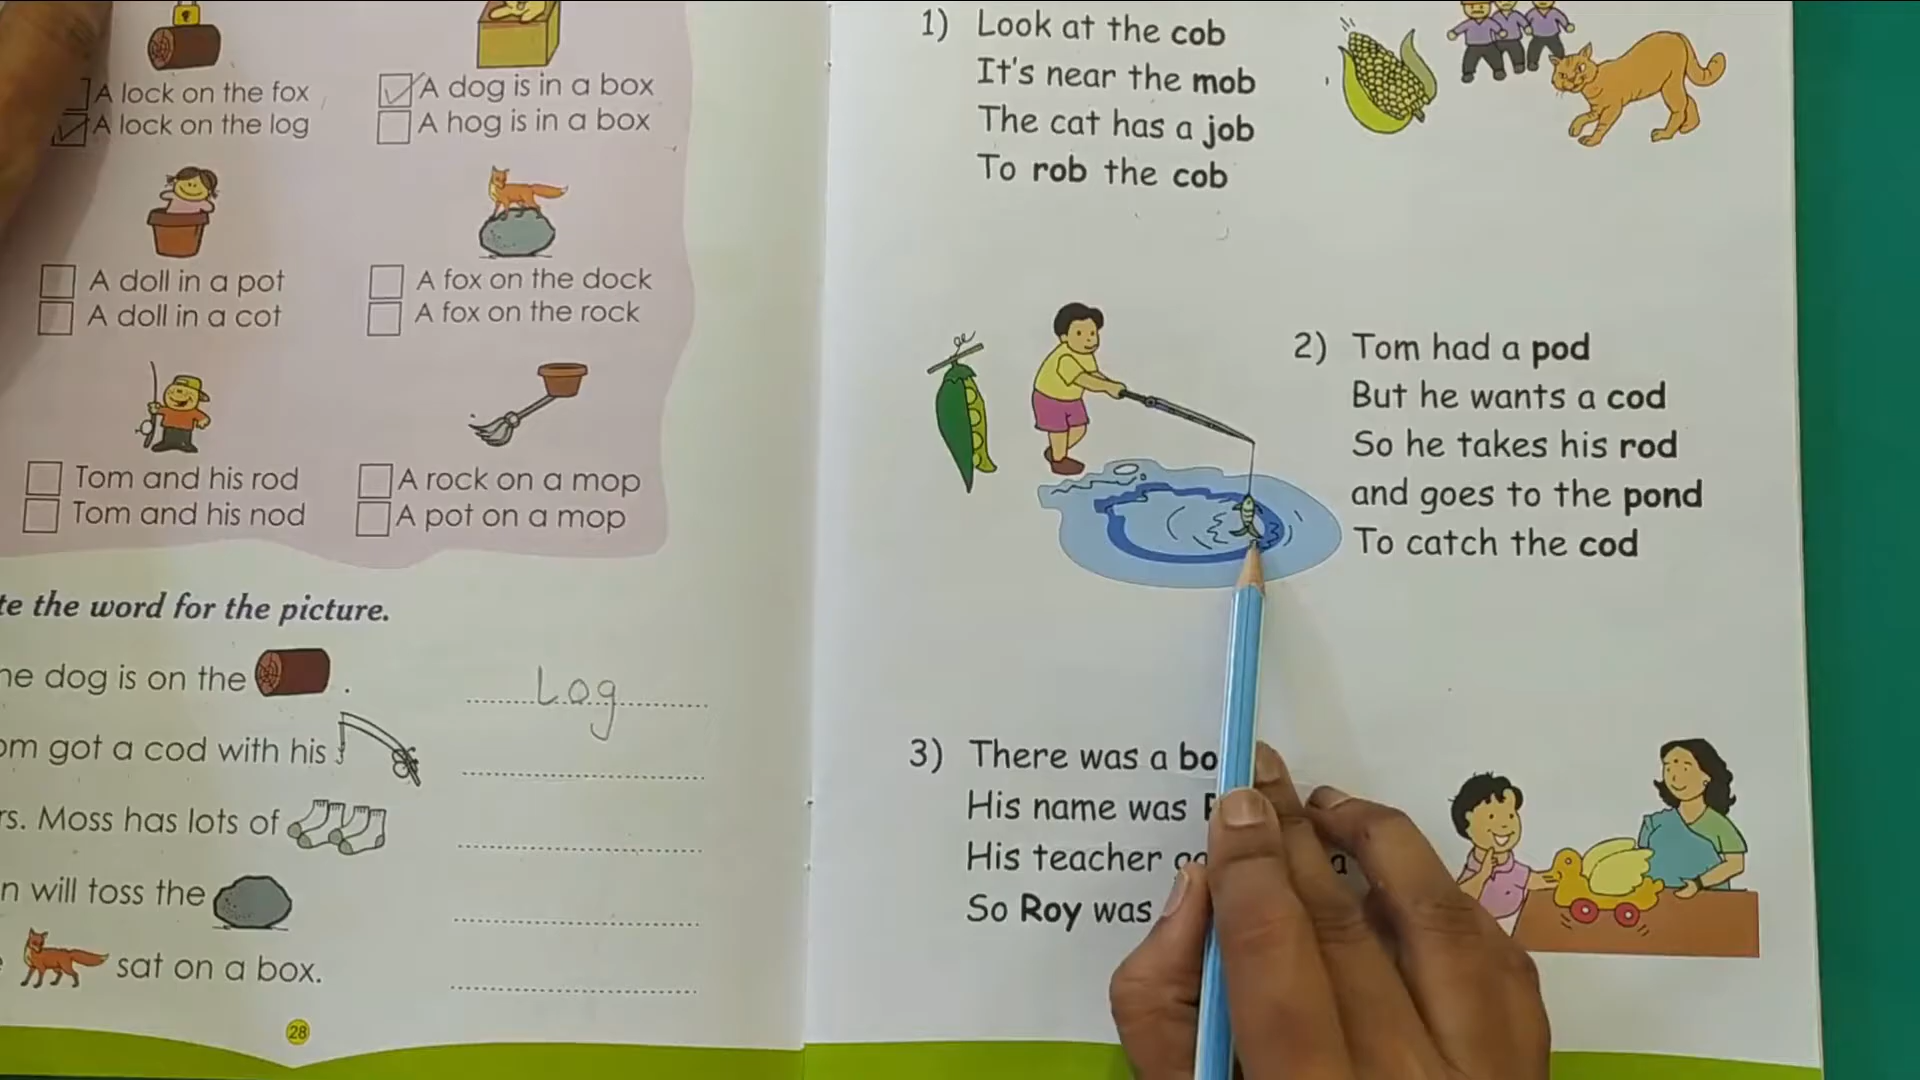 A lock on the fox
A lock on the log
A dog is in a box
A hog is in a box
A doll in a pot
A doll in a cot
A fox on the dock
A fox on the rock
Tom and his rod
Tom and his nod
A rock on a mop
A pot on a mop
te the word for the picture.
he dog is on the .
Log
om got a cod with his
rs. Moss has lots of
n will toss the
sat on a box.
28
1) Look at the cob
It's near the mob
The cat has a job
To rob the cob
2) Tom had a pod
But he wants a cod
So he takes his rod
and goes to the pond
To catch the cod
3) There was a bo
His name was
His teacher a
So Roy was